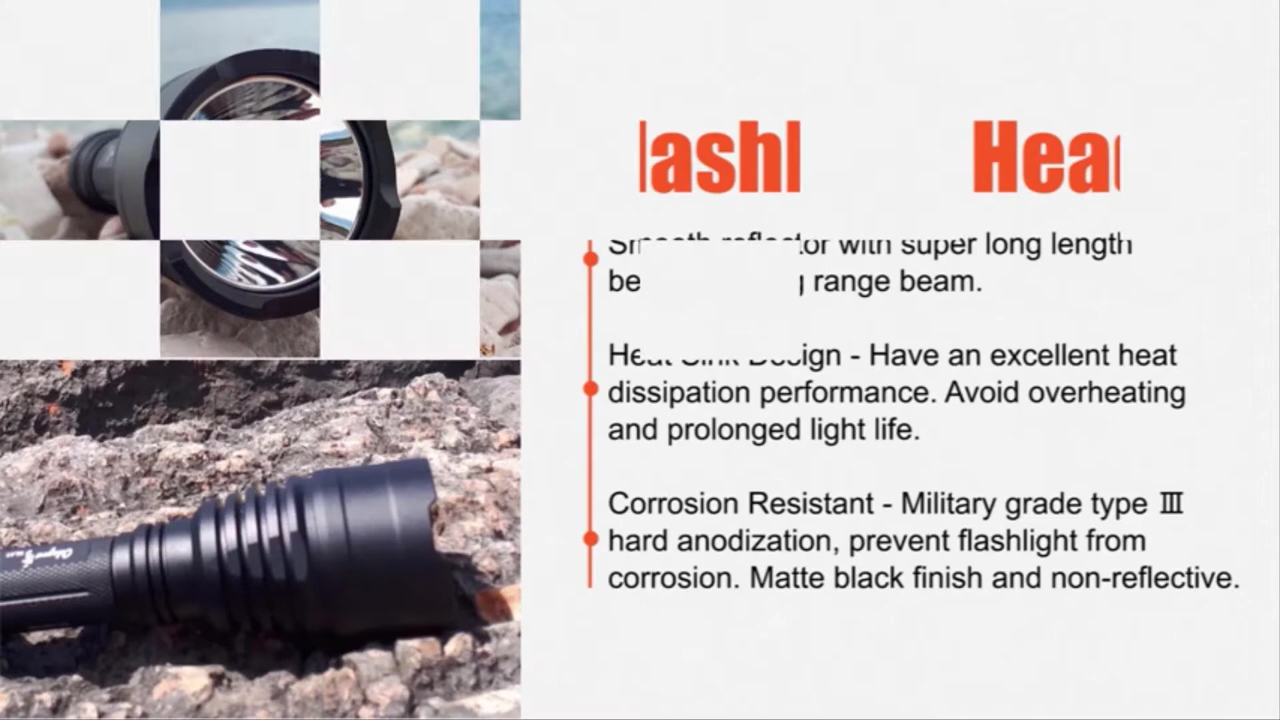 lashl Hea
Smooth reflector with super long length
be range beam.
Heat Sink Design - Have an excellent heat
dissipation performance. Avoid overheating
and prolonged light life.
Corrosion Resistant - Military grade type Ⅲ
hard anodization, prevent flashlight from
corrosion. Matte black finish and non-reflective.